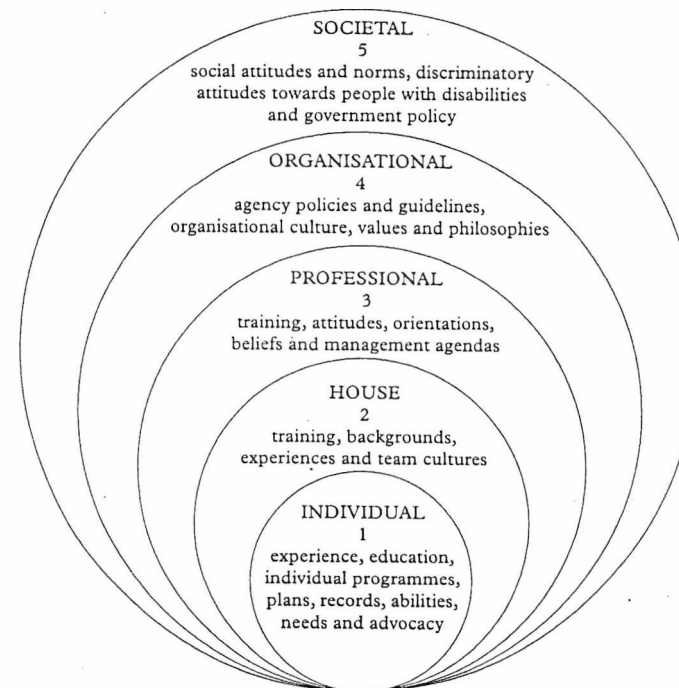 SOCIETAL
5
social attitudes and norms, discriminatory
attitudes towards people with disabilities
and government policy
ORGANISATIONAL
4
agency policies and guidelines,
organisational culture, values and philosophies
PROFESSIONAL
3
training, attitudes, orientations,
beliefs and management agendas
HOUSE
2
training, backgrounds,
experiences and team cultures
INDIVIDUAL
1
experience, education,
individual programmes,
plans, records, abilities,
needs and advocacy